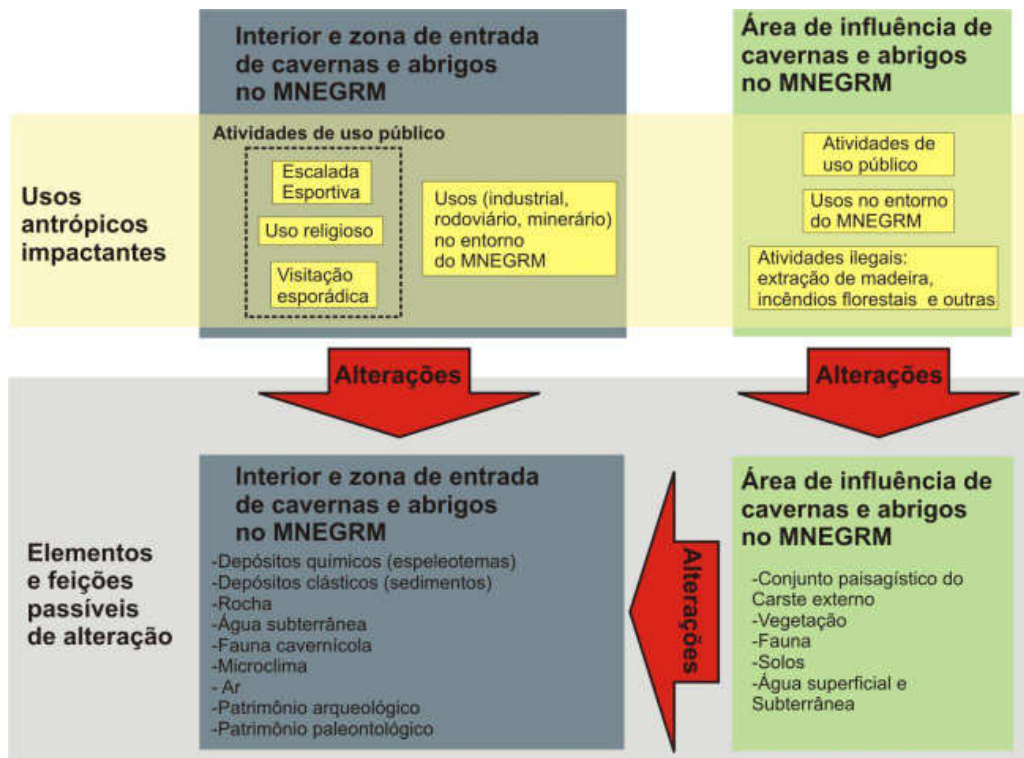 Interior e zona de entrada
de cavernas e abrigos
no MNEGRM
Área de influência de
cavernas e abrigos
no MNEGRM
Usos
antrópicos
impactantes
Atividades de uso público
Escalada
Esportiva
Uso religioso
Visitação
esporádica
Usos (industrial,
rodoviário, minerário)
no entorno
do MNEGRM
Atividades de
uso público
Usos no entorno
do MNEGRM
Atividades ilegais:
extração de madeira,
incêndios florestais e outras
Alterações
Alterações
Elementos
e feições
passíveis
de alteração
Interior e zona de entrada
de cavernas e abrigos
no MNEGRM
-Depósitos químicos (espeleotemas)
-Depósitos clásticos (sedimentos)
-Rocha
-Água subterrânea
-Fauna cavernícola
-Microclima
- Ar
-Patrimônio arqueológico
-Patrimônio paleontológico
Alterações
Área de influência de
cavernas e abrigos
no MNEGRM
-Conjunto paisagístico do
Carste externo
-Vegetação
-Fauna
-Solos
-Água superficial e
Subterrânea